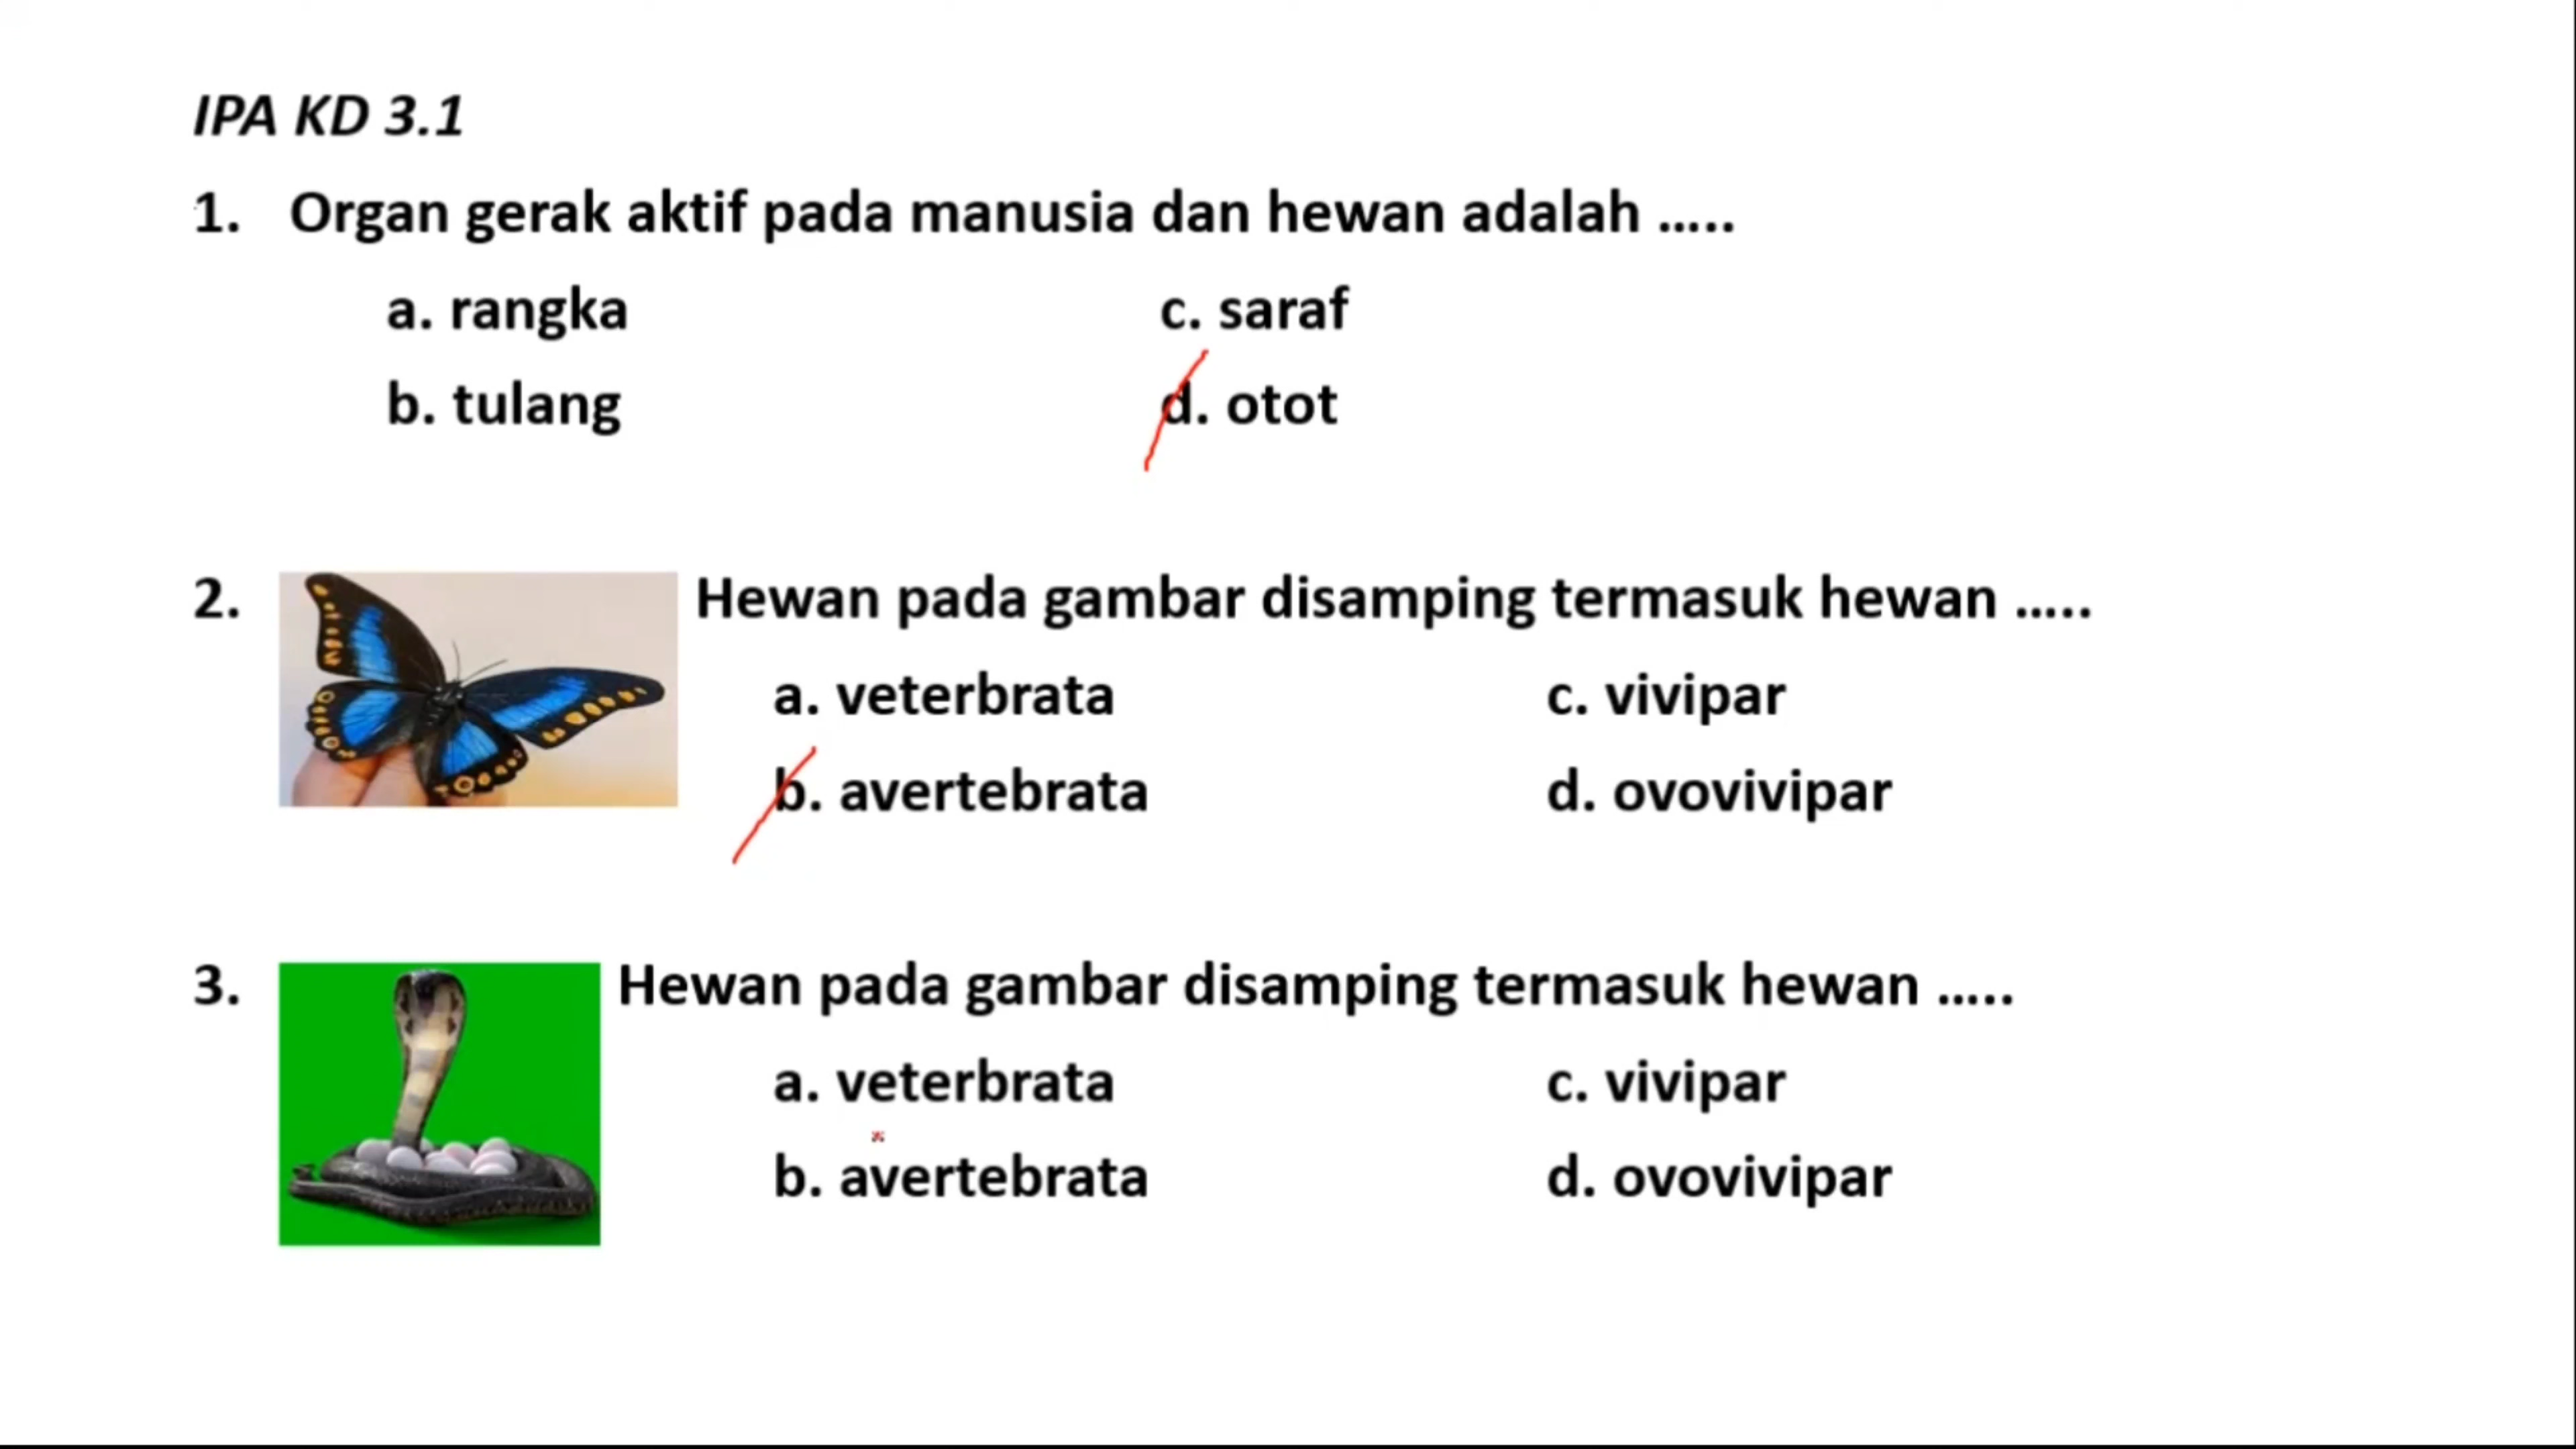 IPA KD 3.1
1. Organ gerak aktif pada manusia dan hewan adalah .....
a. rangka c. saraf
b. tulang d. otot
2. Hewan pada gambar disamping termasuk hewan .....
a. veterbrata c. vivipar
b. avertebrata d. ovovivipar
3. Hewan pada gambar disamping termasuk hewan .....
a. veterbrata c. vivipar
b. avertebrata d. ovovivipar